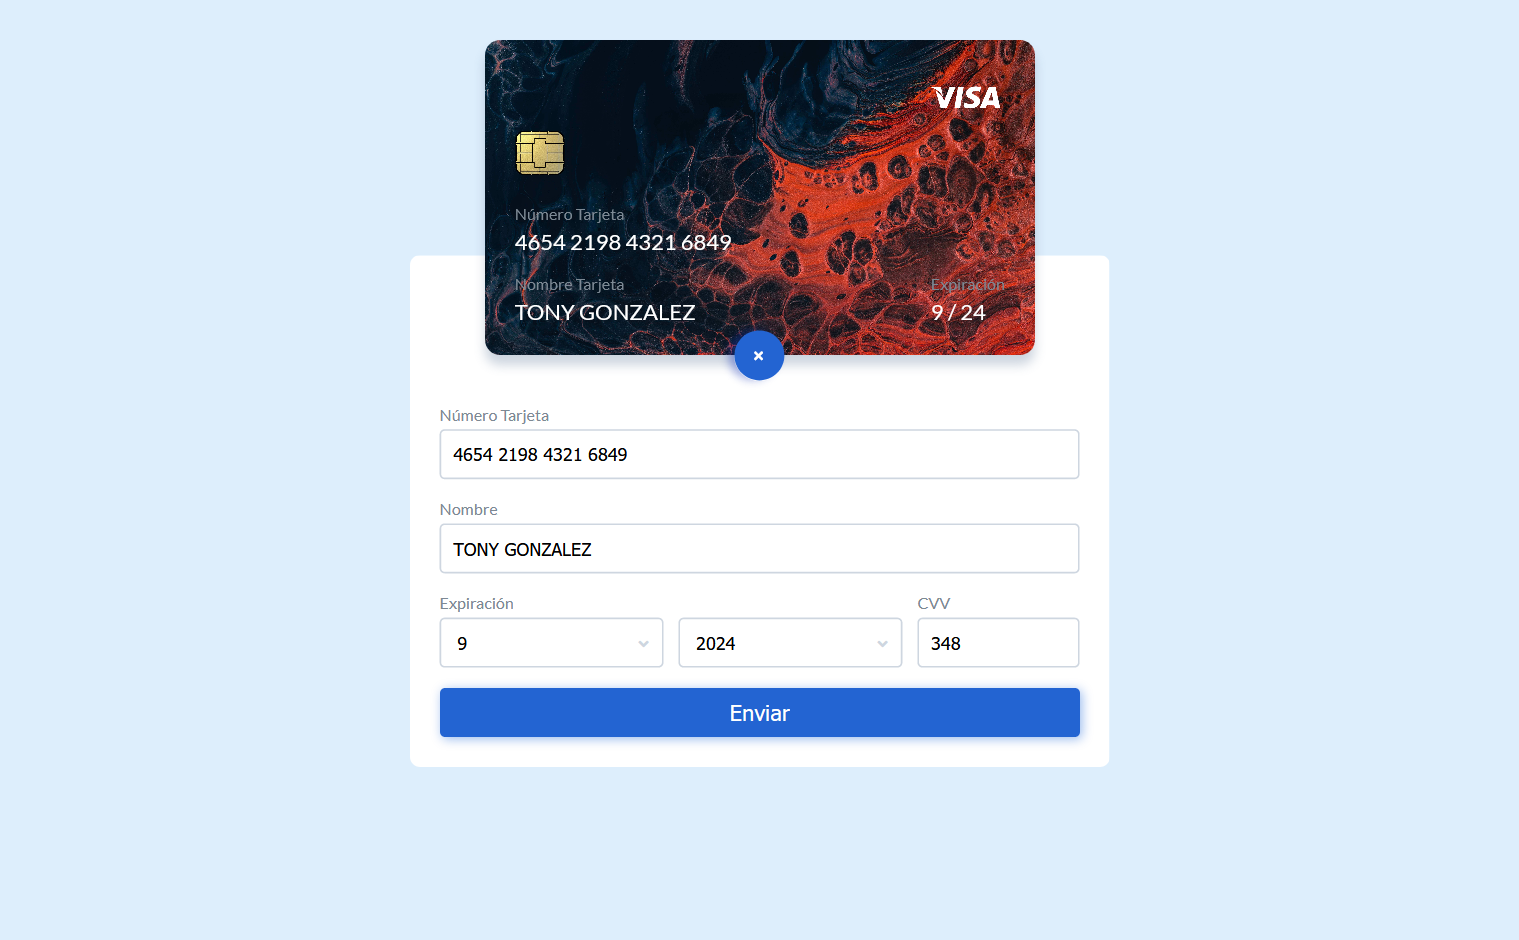 VISA
Número Tarjeta
4654 2198 4321 6849
Nombre Tarjeta
Expiración
TONY GONZALEZ
9 / 24
Número Tarjeta
4654 2198 4321 6849
Nombre
TONY GONZALEZ
Expiración
CVV
9
2024
348
Enviar